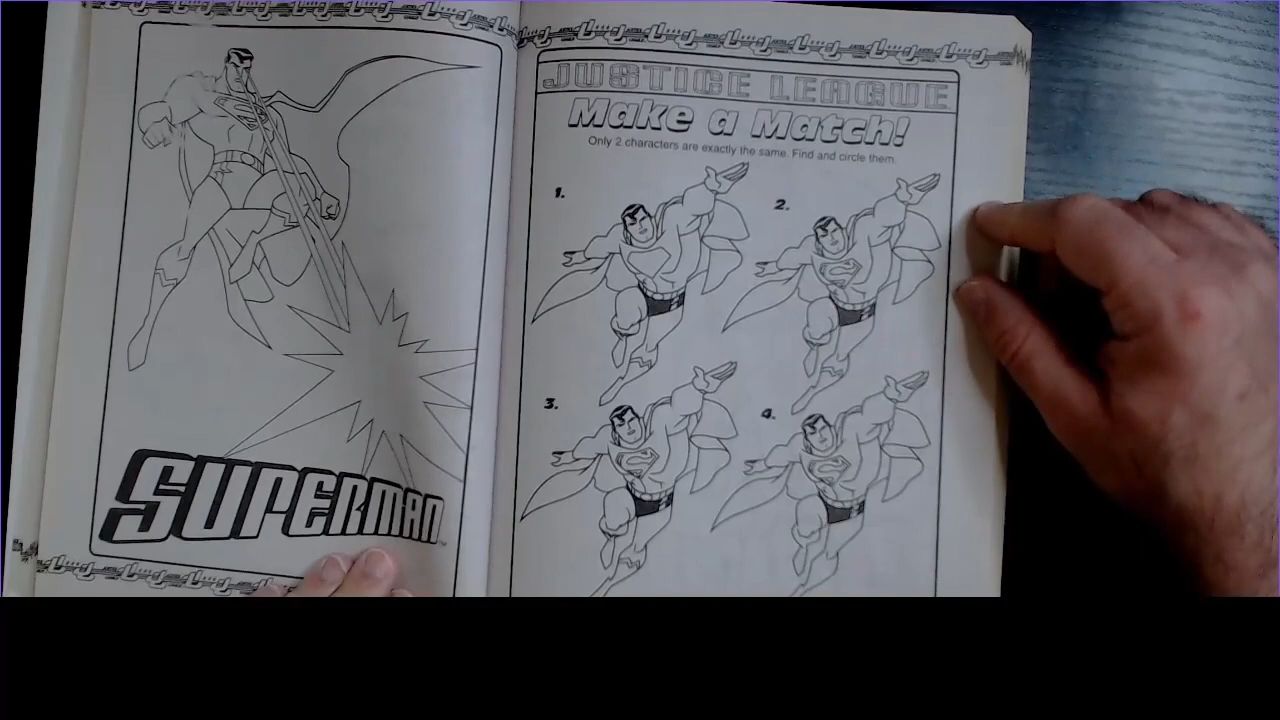 SUPERMAN
JUSTICE LEAGUE
Make a Match!
Only 2 characters are exactly the same. Find and circle them.
1.
2.
3.
4.